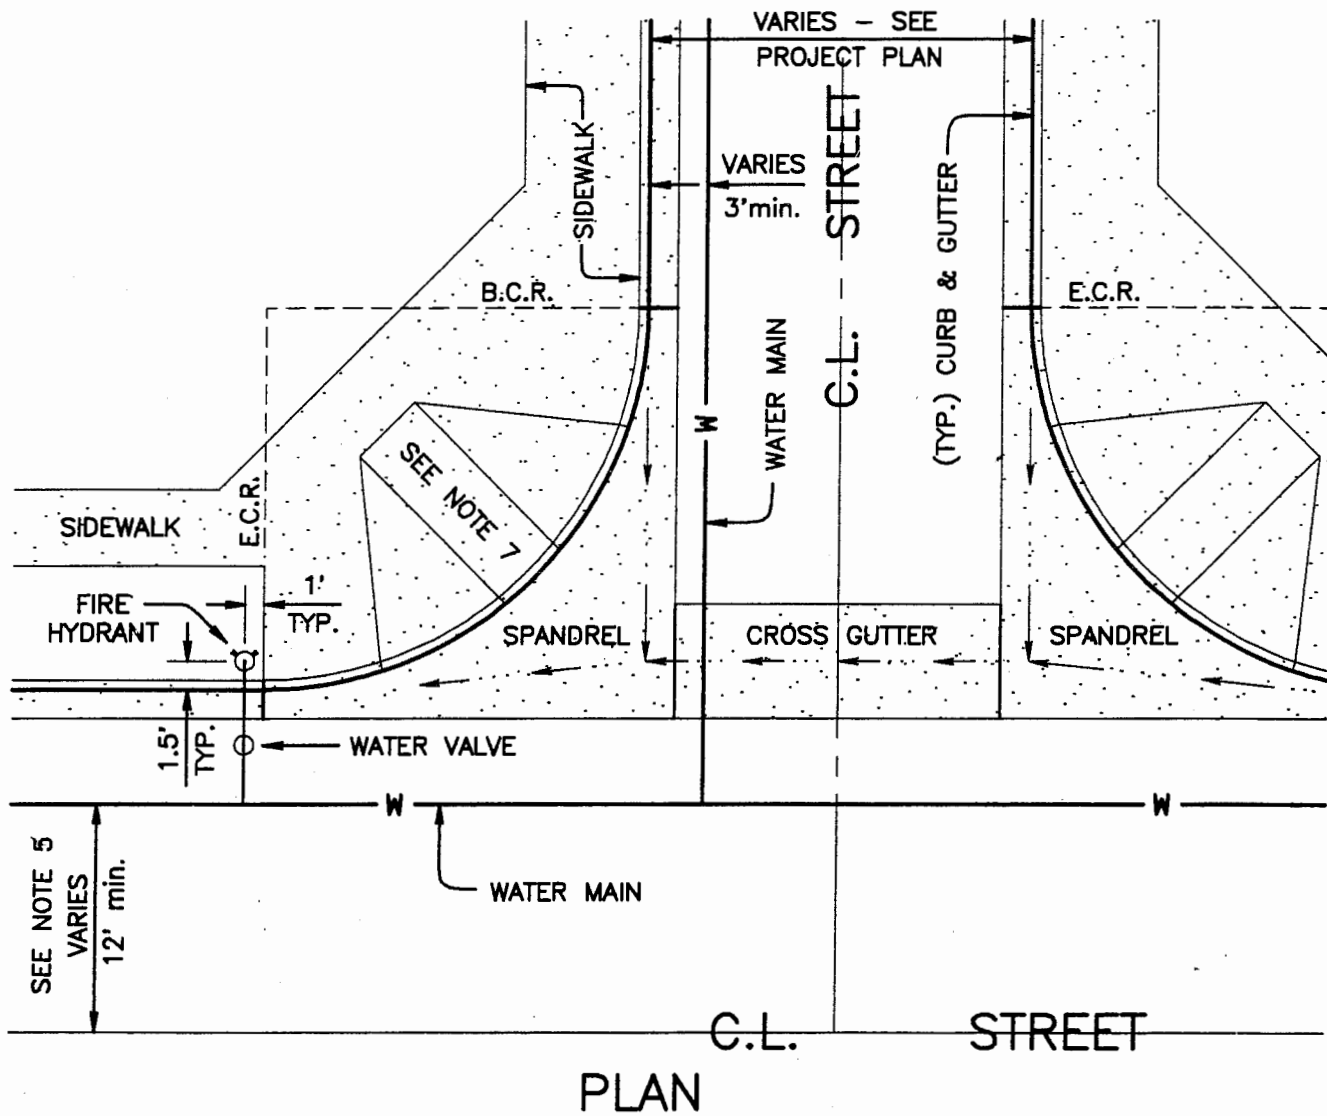 VARIES - SEE
PROJECT PLAN
SIDEWALK
VARIES
3'min.
C.L. STREET
(TYP.) CURB & GUTTER
B.C.R.
E.C.R.
WATER MAIN
W
SEE NOTE 7
E.C.R.
SIDEWALK
FIRE
HYDRANT
1'
TYP.
SPANDREL
CROSS GUTTER
SPANDREL
1.5'
TYP.
WATER VALVE
W
W
SEE NOTE 5
VARIES
12' min.
WATER MAIN
C.L. STREET
PLAN